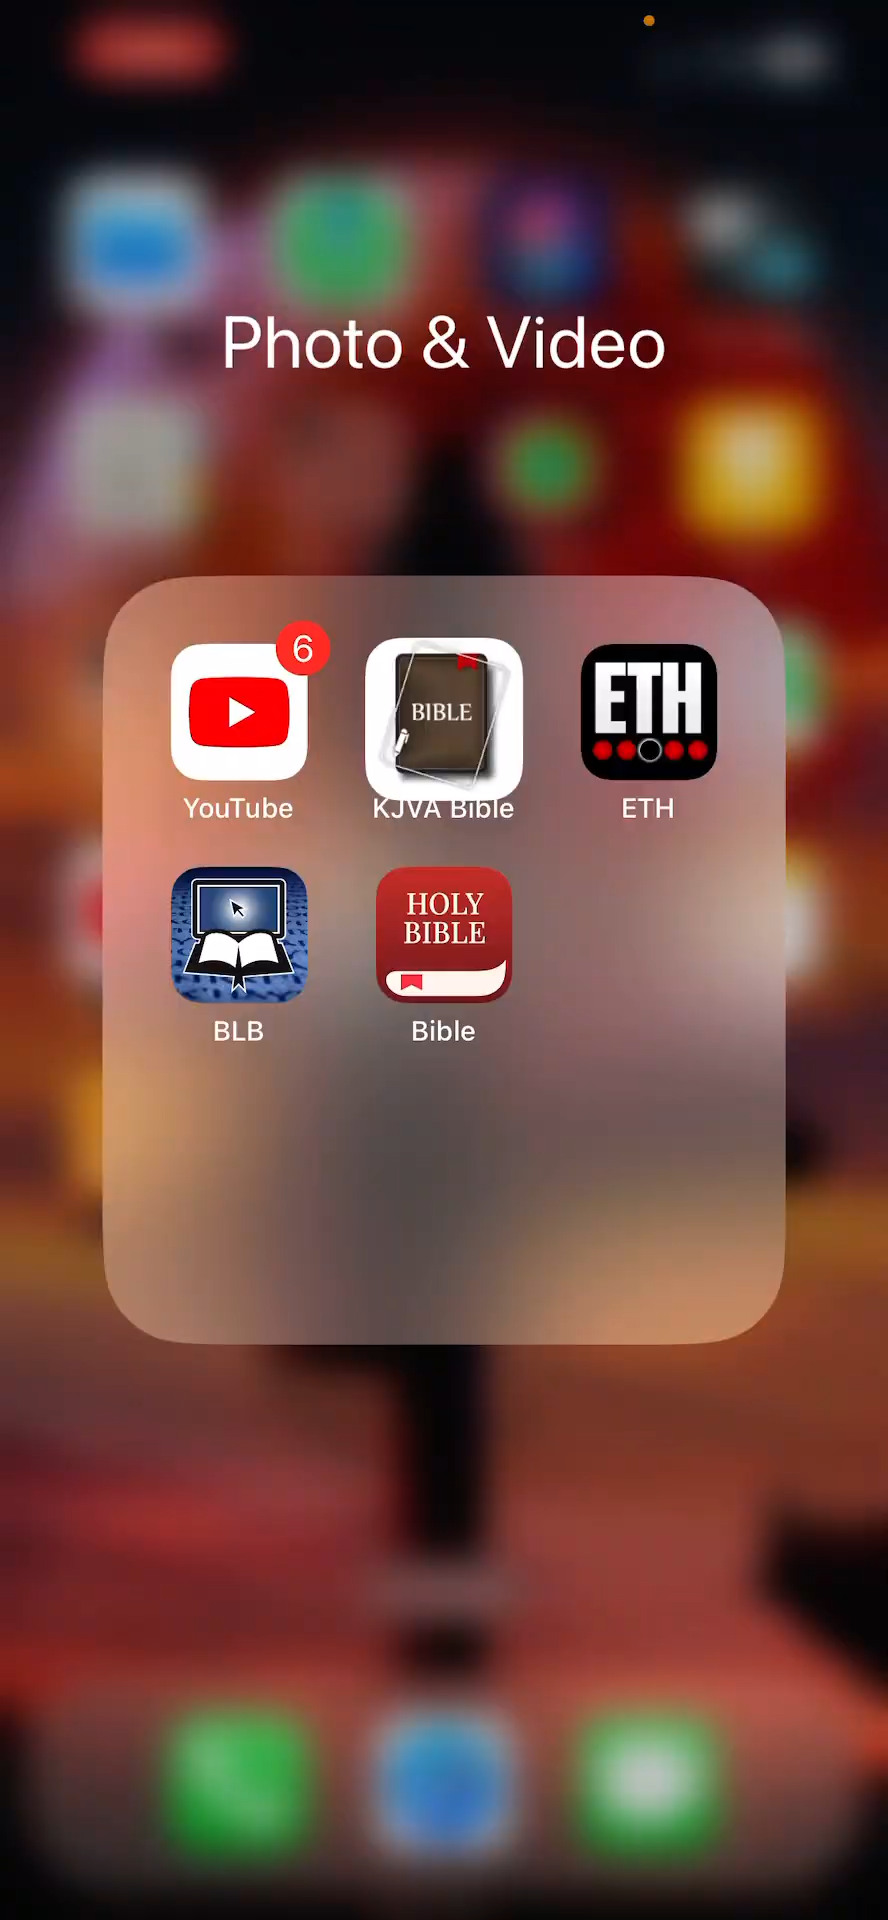 Photo & Video
6
BIBLE
ETH
YouTube
KJVA Bible
ETH
HOLY
BIBLE
BLB
Bible